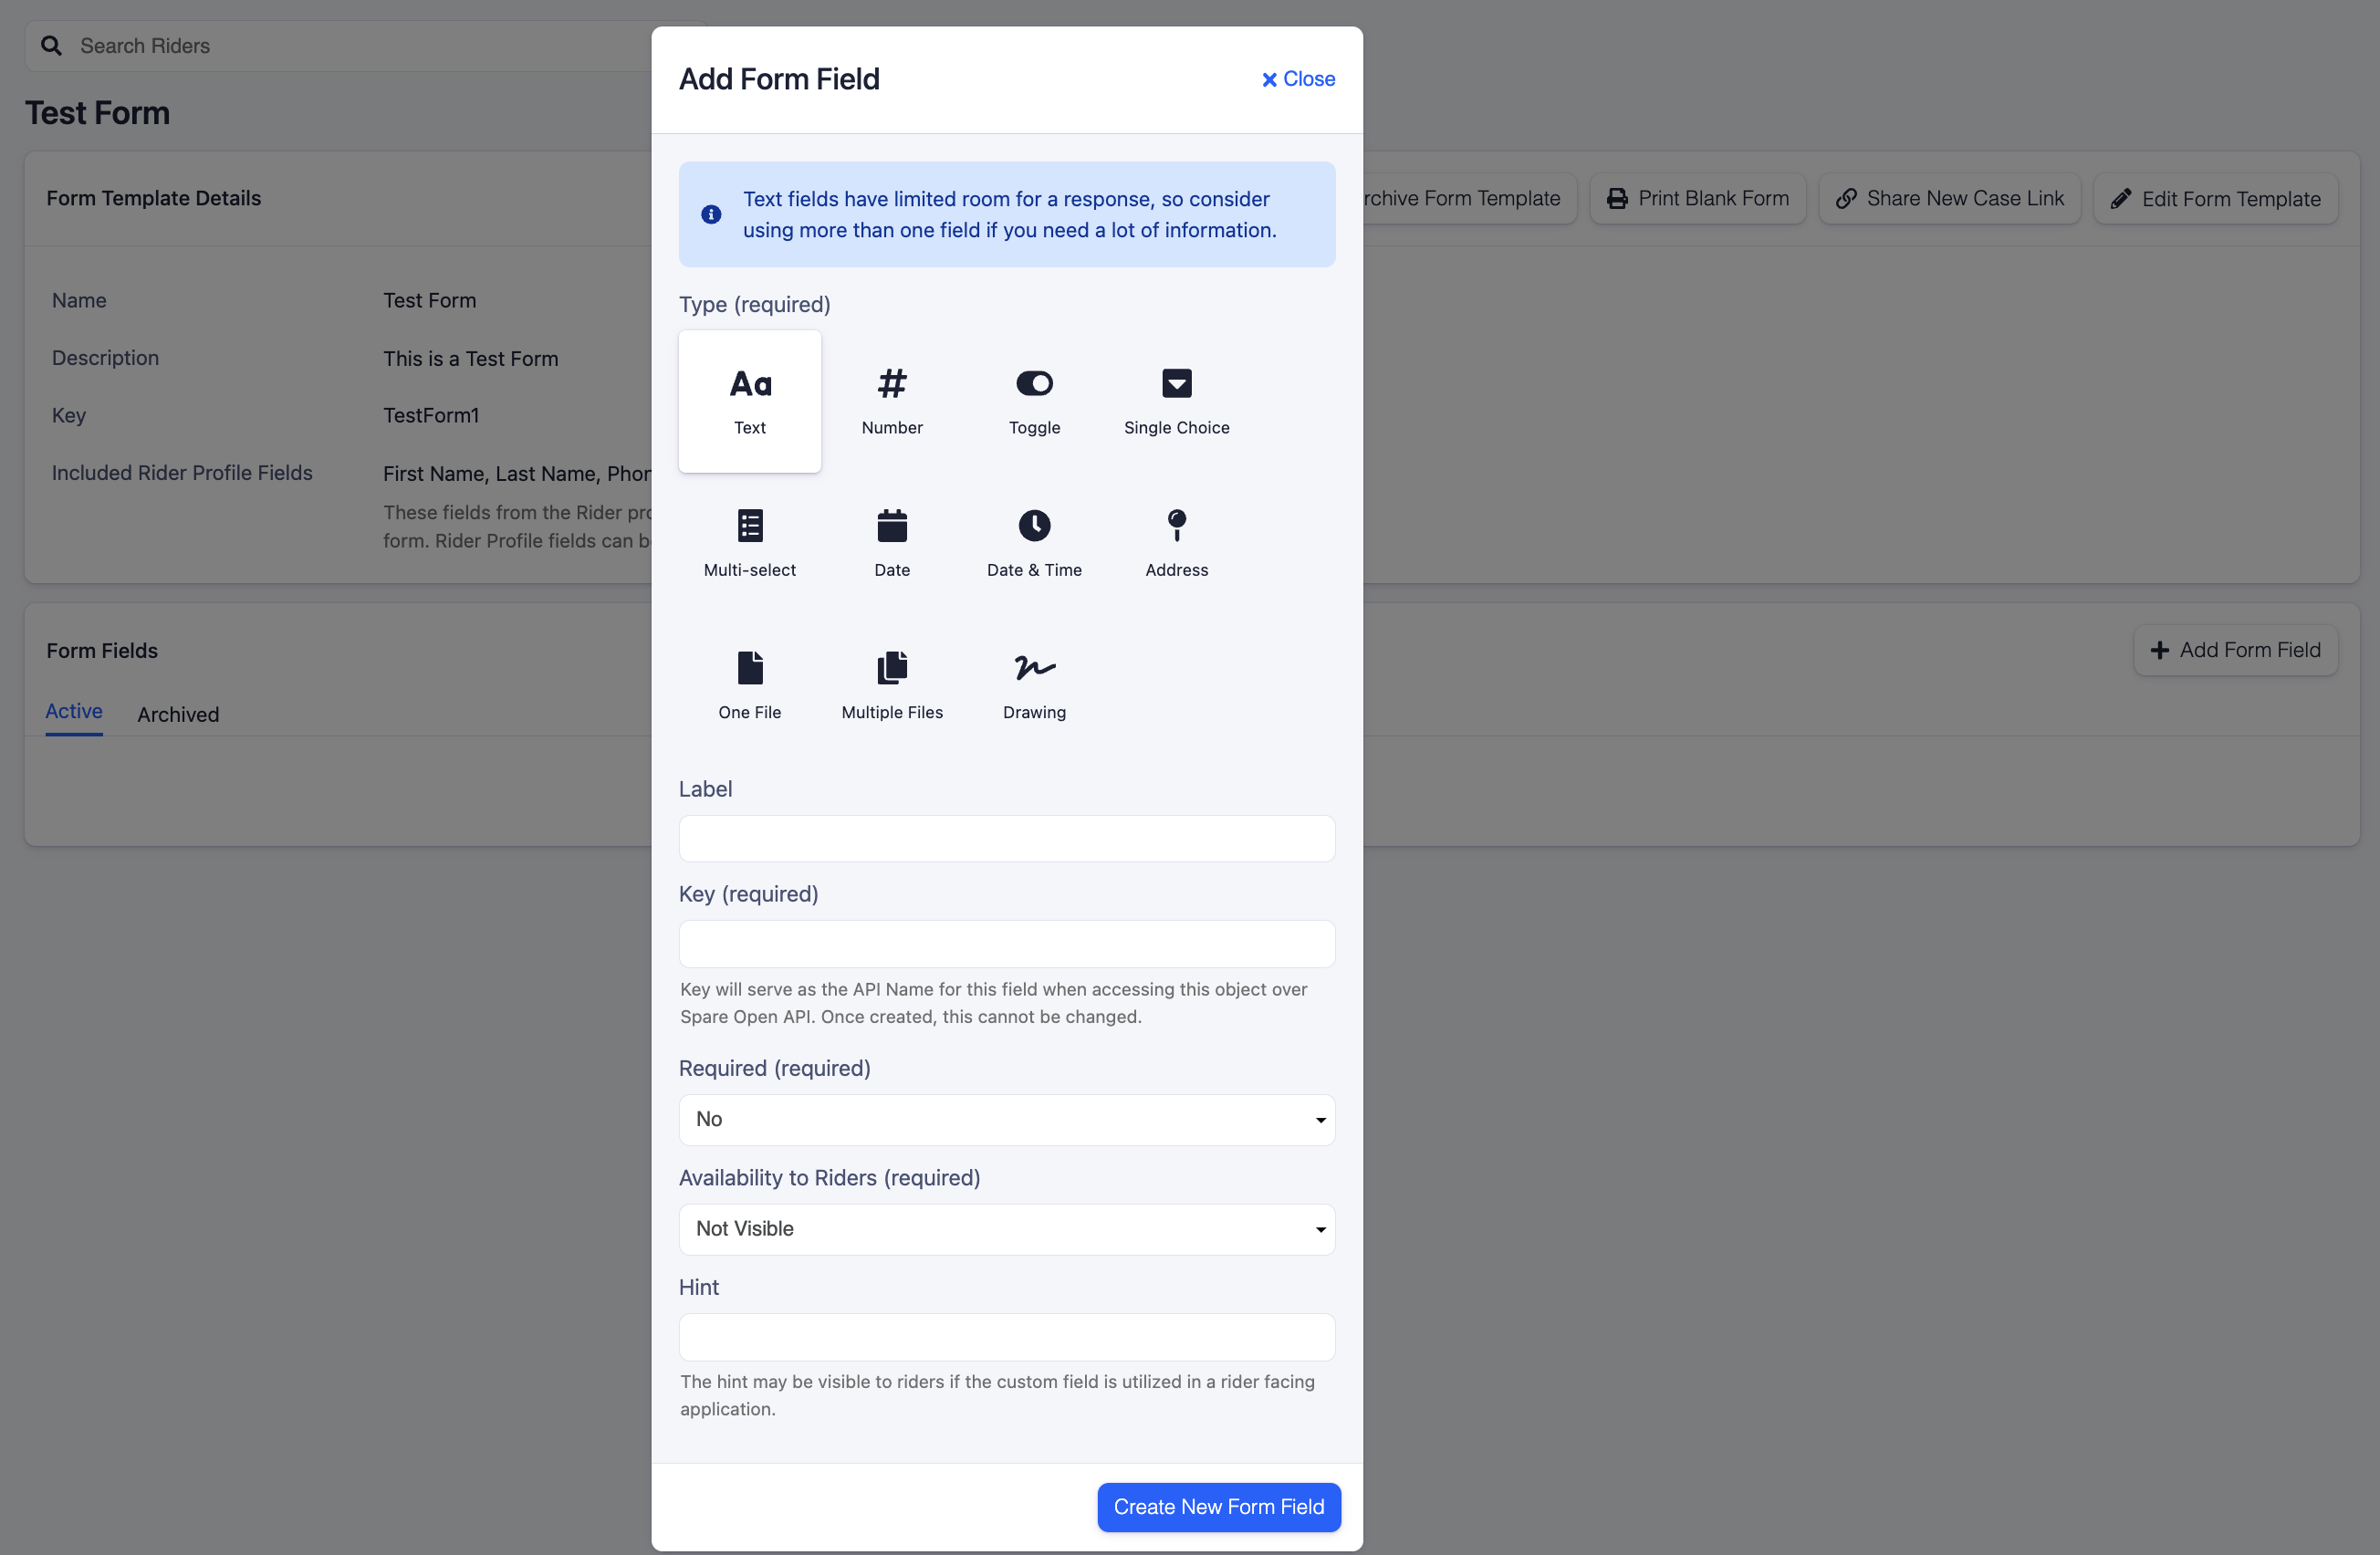 Search Riders
Test Form
Form Template Details
Archive Form Template
Print Blank Form
Share New Case Link
Edit Form Template
Name
Test Form
Description
This is a Test Form
Key
TestForm1
Included Rider Profile Fields
First Name, Last Name,
These fields from the Rider
form. Rider Profile fields can
Form Fields
Add Form Field
Active
Archived
Add Form Field
Close
Text fields have limited room for a response, so consider
using more than one field if you need a lot of information.
Type (required)
Aa
#
Text
Number
Toggle
Single Choice
Multi-select
Date
Date & Time
Address
One File
Multiple Files
Drawing
Label
Key (required)
Key will serve as the API Name for this field when accessing this object over
Spare Open API. Once created, this cannot be changed.
Required (required)
No
Availability to Riders (required)
Not Visible
Hint
The hint may be visible to riders if the custom field is utilized in a rider facing
application.
Create New Form Field